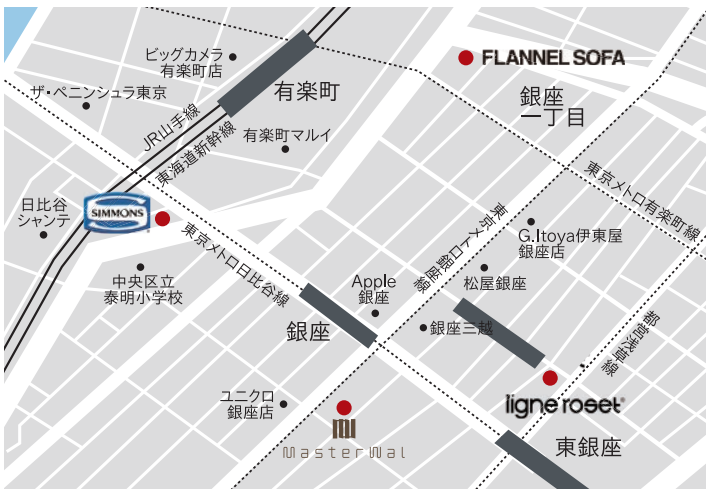 ビッグカメラ
有楽町店
FLANNEL SOFA
ザ・ペニンシュラ東京
有楽町
銀座
一丁目
JR山手線
東海道新幹線
有楽町マルイ
東京メトロ有楽町線
日比谷
シャンテ
SIMMONS
東京メトロ日比谷線
東京メトロ銀座線
G.Itoya伊東屋
銀座店
中央区立
泰明小学校
Apple
銀座
松屋銀座
銀座
銀座三越
都営浅草線
ユニクロ
銀座店
ligne roset®
MasterWal
東銀座